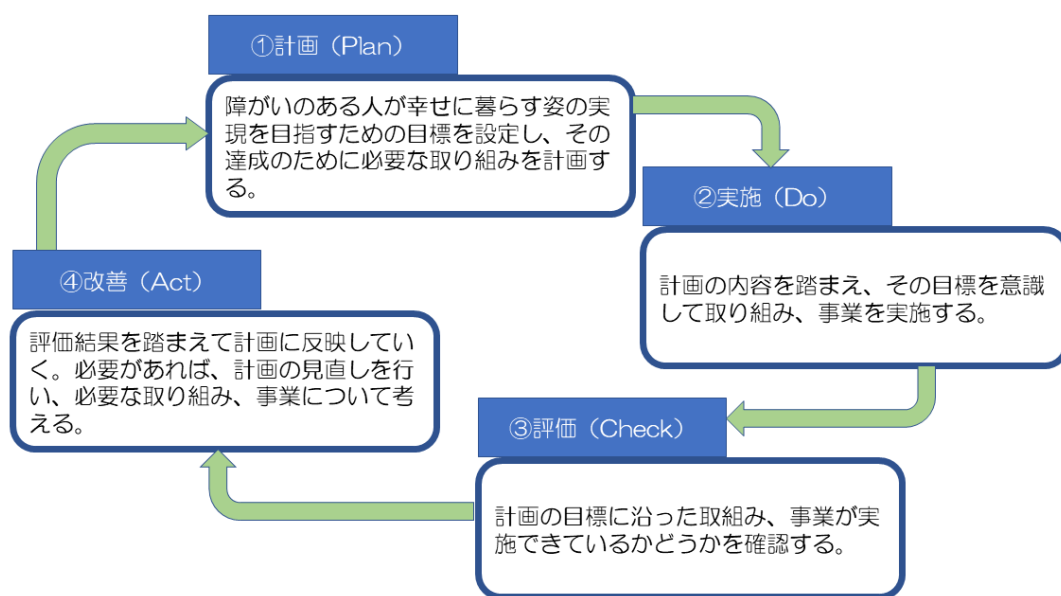 ①計画（Plan）
障がいのある人が幸せに暮らす姿の実
現を目指すための目標を設定し、その
達成のために必要な取り組みを計画す
る。
②実施（Do）
計画の内容を踏まえ、その目標を意識
して取り組み、事業を実施する。
③評価（Check）
計画の目標に沿った取組み、事業が実
施できているかどうかを確認する。
④改善（Act）
評価結果を踏まえて計画に反映してい
く。必要があれば、計画の見直しを行
い、必要な取り組み、事業について考
える。